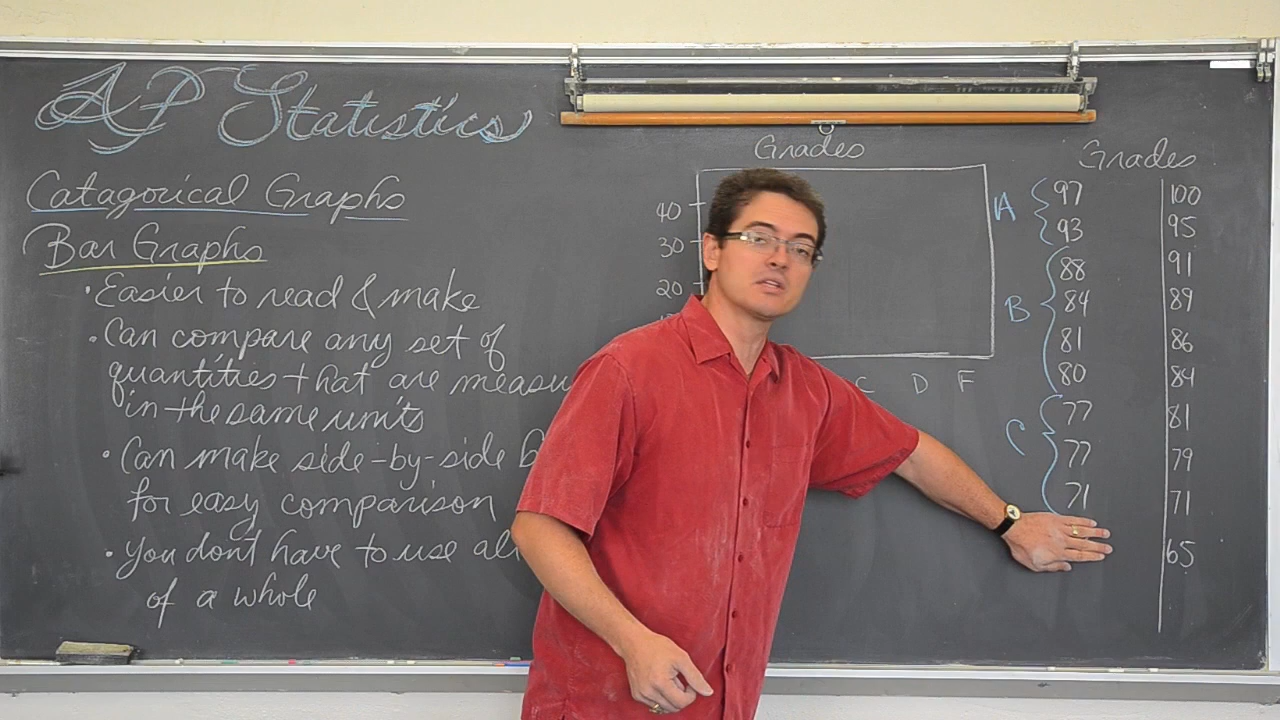 AP Statistics
Catagorical Graphs
Bar Graphs
• Easier to read & make
• Can compare any set of
quantities that are measu
in the same units
• Can make side-by-side b
for easy comparison
• You don't have to use al
of a whole
Grades
40
30
20
C D F
Grades
A
97 100
93 95
88 91
B
84 89
81 86
80 84
77 81
C
77 79
71 71
65